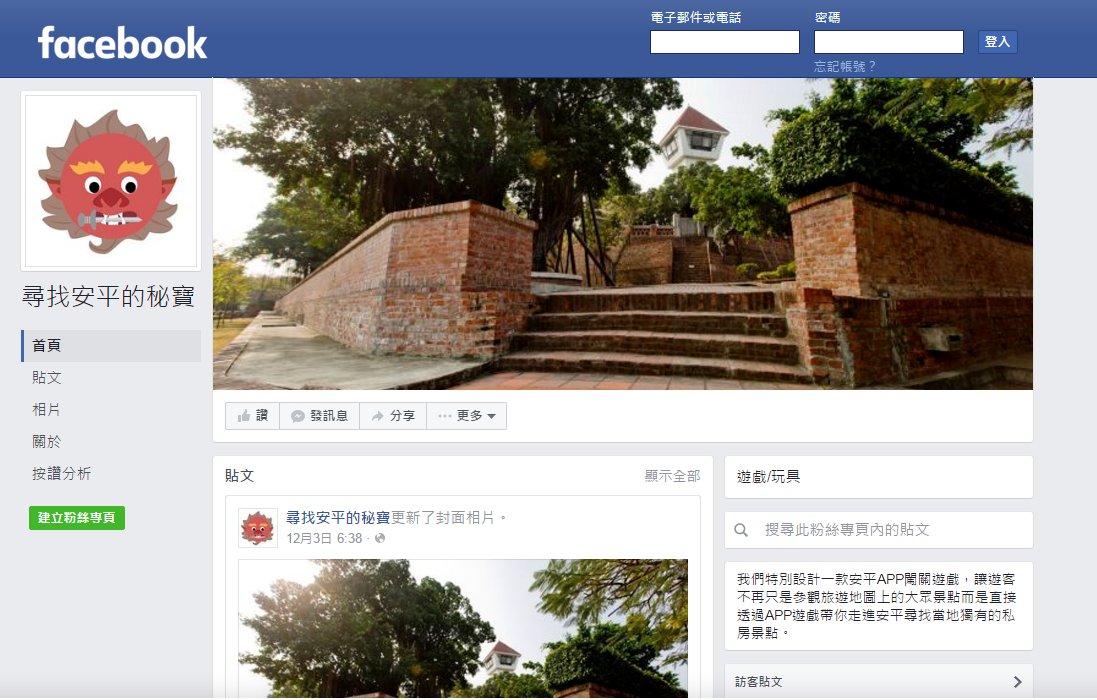 facebook
電子郵件或電話
密碼
登入
忘記帳號？
尋找安平的秘寶
首頁
貼文
相片
關於
按讚分析
建立粉絲專頁
讚
發訊息
分享
更多
貼文
顯示全部
尋找安平的秘寶更新了封面相片。
12月3日 6:38 ·
遊戲/玩具
搜尋此粉絲專頁內的貼文
我們特別設計一款安平APP闖關遊戲，讓遊客
不再只是參觀旅遊地圖上的大眾景點而是直接
透過APP遊戲帶你走進安平尋找當地獨有的私
房景點。
訪客貼文